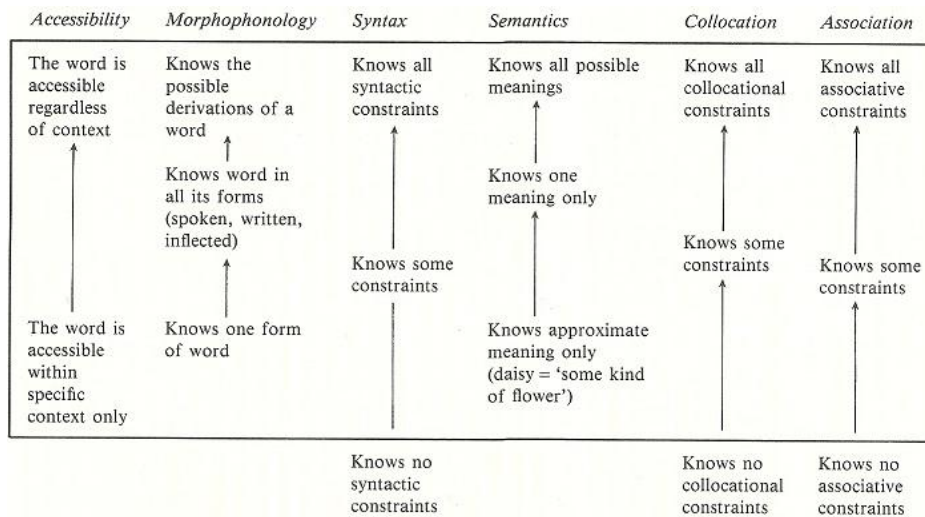 Accessibility Morphophonology Syntax Semantics Collocation Association
The word is
accessible
regardless
of context
The word is
accessible
within
specific
context only
Knows the
possible
derivations of a
word
Knows word in
all its forms
(spoken, written,
inflected)
Knows one form
of word
Knows all
syntactic
constraints
Knows some
constraints
Knows no
syntactic
constraints
Knows all possible
meanings
Knows one
meaning only
Knows approximate
meaning only
(daisy = ‘some kind
of flower’)
Knows all
collocational
constraints
Knows some
constraints
Knows no
collocational
constraints
Knows all
associative
constraints
Knows some
constraints
Knows no
associative
constraints